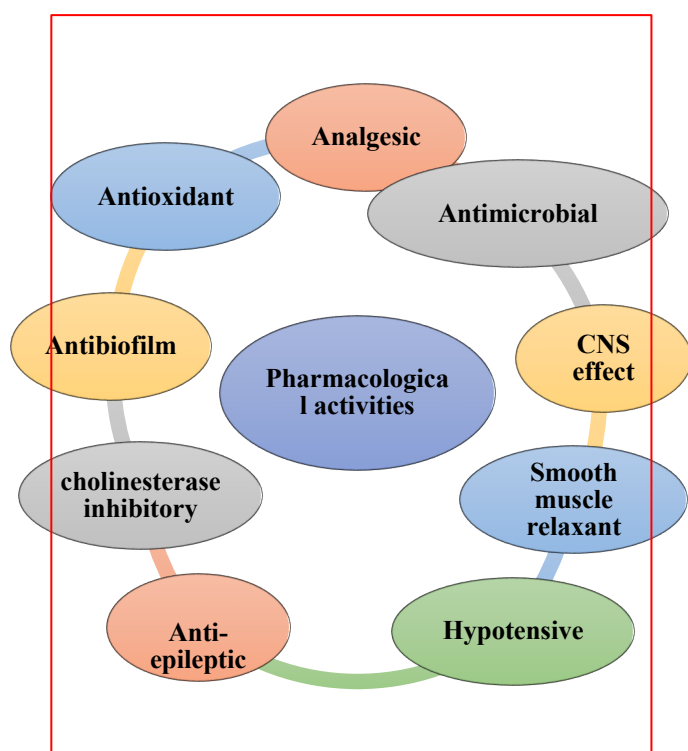 Analgesic
Antimicrobial
CNS
effect
Smooth
muscle
relaxant
Hypotensive
Anti-
epileptic
cholinesterase
inhibitory
Antibiofilm
Antioxidant
Pharmacologica
l activities